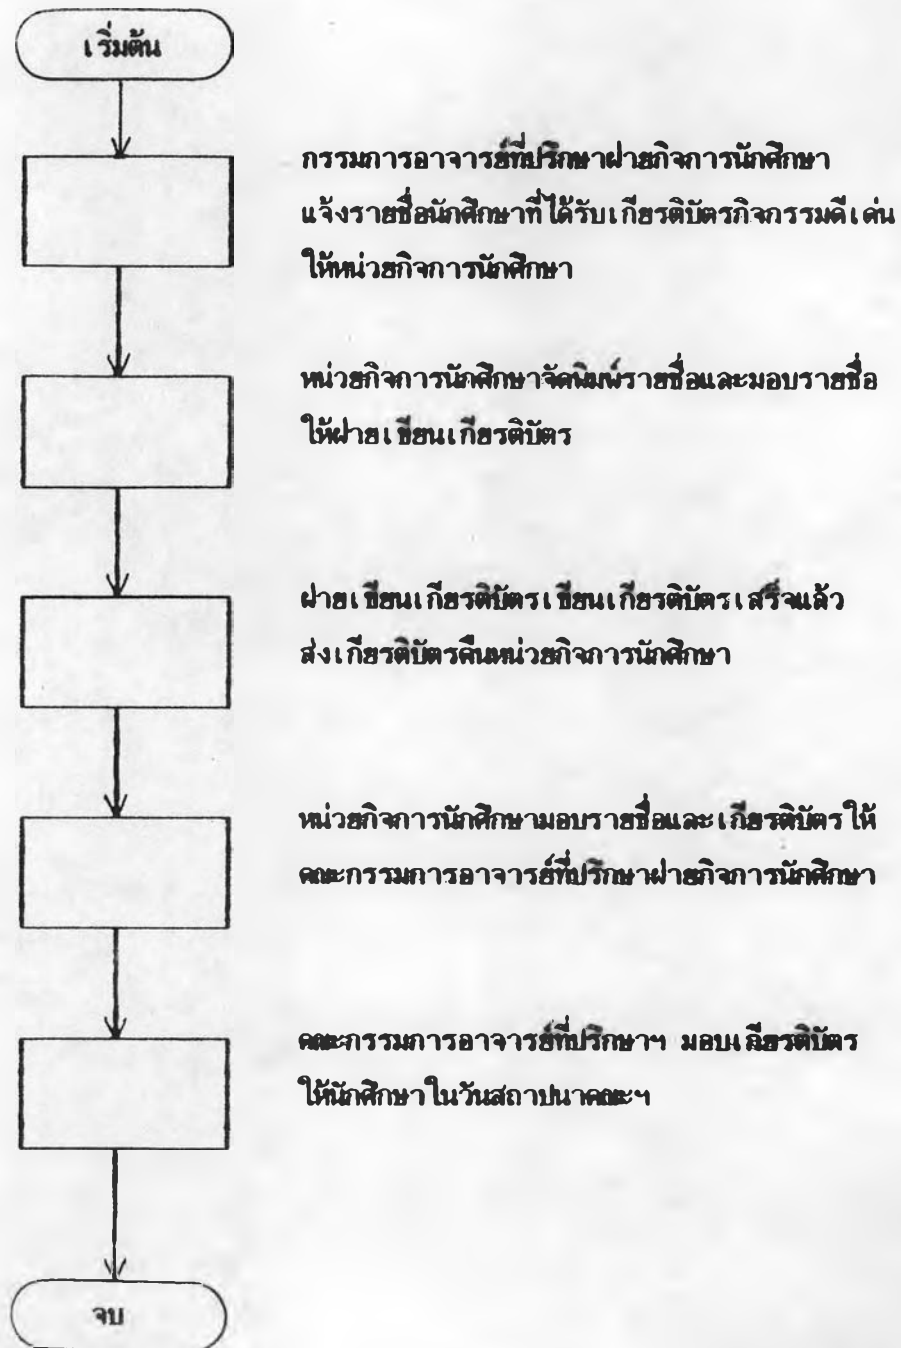 เริ่มต้น
กรรมการอาจารย์ที่ปรึกษาฝ่ายกิจการนักศึกษา
แจ้งรายชื่อนักศึกษาที่ได้รับเกียรติบัตรกิจกรรมดีเด่น
ให้หน่วยกิจการนักศึกษา
หน่วยกิจการนักศึกษาจัดพิมพ์รายชื่อและมอบรายชื่อ
ให้ฝ่ายเขียนเกียรติบัตร
ฝ่ายเขียนเกียรติบัตรเขียนเกียรติบัตรเสร็จแล้ว
ส่งเกียรติบัตรคืนหน่วยกิจการนักศึกษา
หน่วยกิจการนักศึกษามอบรายชื่อและเกียรติบัตรให้
คณะกรรมการอาจารย์ที่ปรึกษาฝ่ายกิจการนักศึกษา
คณะกรรมการอาจารย์ที่ปรึกษาฯ มอบเกียรติบัตร
ให้นักศึกษาในวันสถาปนาคณะฯ
จบ